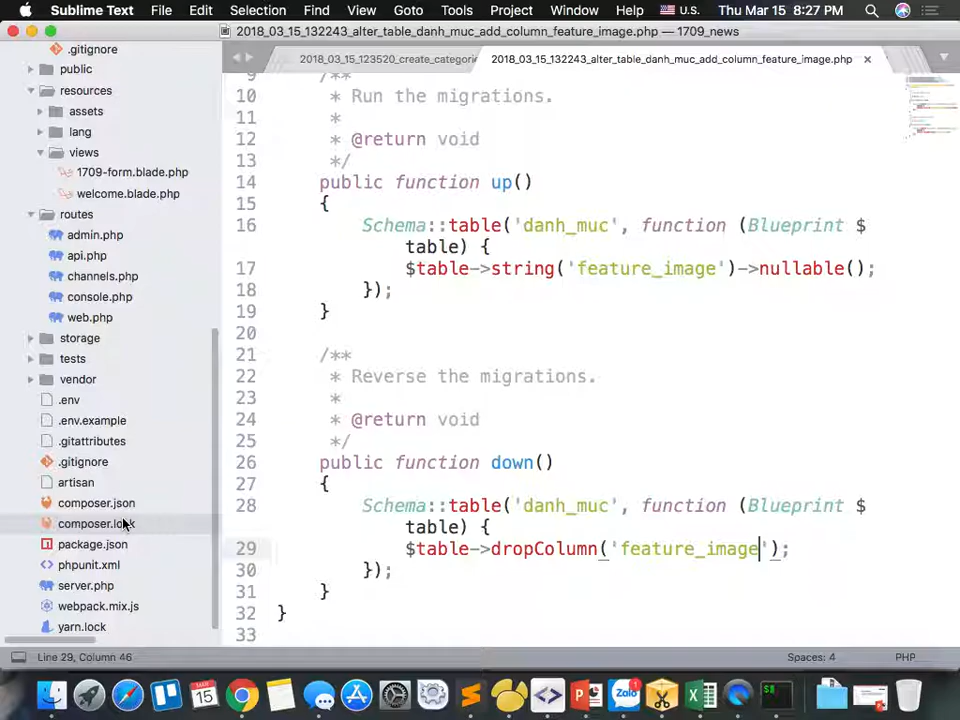 Sublime Text File Edit Selection Find View Goto Tools Project Window Help U.S. Thu Mar 15 8:27 PM
2018_03_15_132243_alter_table_danh_muc_add_column_feature_image.php — 1709_news
2018_03_15_123520_create_categori 2018_03_15_132243_alter_table_danh_muc_add_column_feature_image.php ×
.gitignore
public
resources
assets
lang
views
1709-form.blade.php
welcome.blade.php
routes
admin.php
api.php
channels.php
console.php
web.php
storage
tests
vendor
.env
.env.example
.gitattributes
.gitignore
artisan
composer.json
composer.lock
package.json
phpunit.xml
server.php
webpack.mix.js
yarn.lock
9 /**
10 * Run the migrations.
11 *
12 * @return void
13 */
14 public function up()
15 {
16 Schema::table('danh_muc', function (Blueprint $
table) {
17 $table->string('feature_image')->nullable();
18 });
19 }
20
21 /**
22 * Reverse the migrations.
23 *
24 * @return void
25 */
26 public function down()
27 {
28 Schema::table('danh_muc', function (Blueprint $
table) {
29 $table->dropColumn('feature_image');
30 });
31 }
32 }
33
Line 29, Column 46 Spaces: 4 PHP
15
Zalo